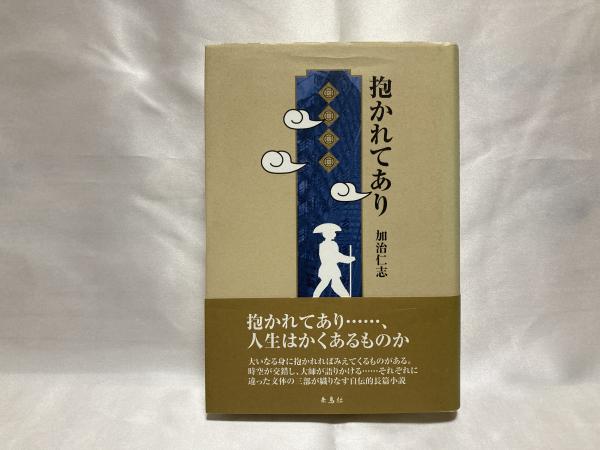 抱かれてあり
加治仁志
抱かれてあり……、
人生はかくあるものか
大いなる身に抱かれればみえてくるものがある。
時空が交錯し、大師が語りかける……それぞれに
違った文体の三部が織りなす自伝的長篇小説
朱鳥社